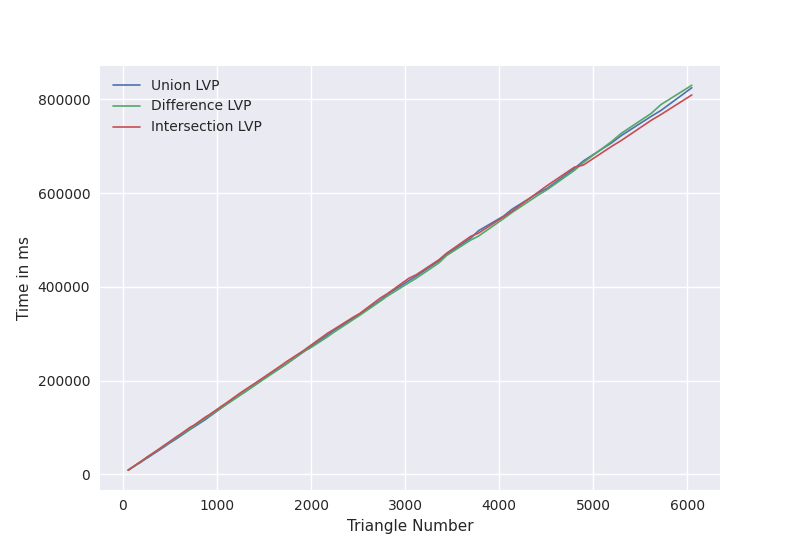 Union LVP
Difference LVP
Intersection LVP
800000
600000
400000
200000
0
Time in ms
0 1000 2000 3000 4000 5000 6000
Triangle Number